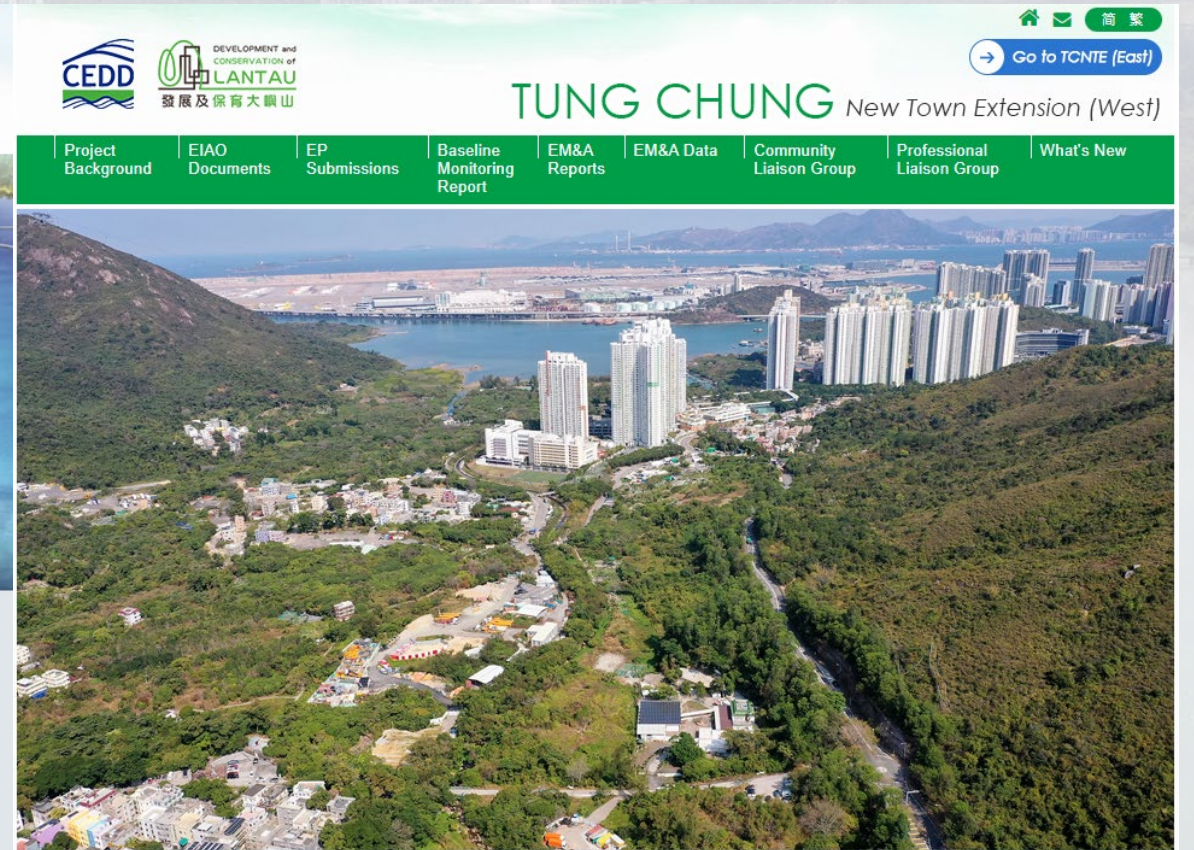 简 繁
Go to TCNTE (East)
CEDD
DEVELOPMENT and
CONSERVATION of
LANTAU
發展及保育大嶼山
TUNG CHUNG New Town Extension (West)
Project
Background
EIAO
Documents
EP
Submissions
Baseline
Monitoring
Report
EM&A
Reports
EM&A Data
Community
Liaison Group
Professional
Liaison Group
What's New